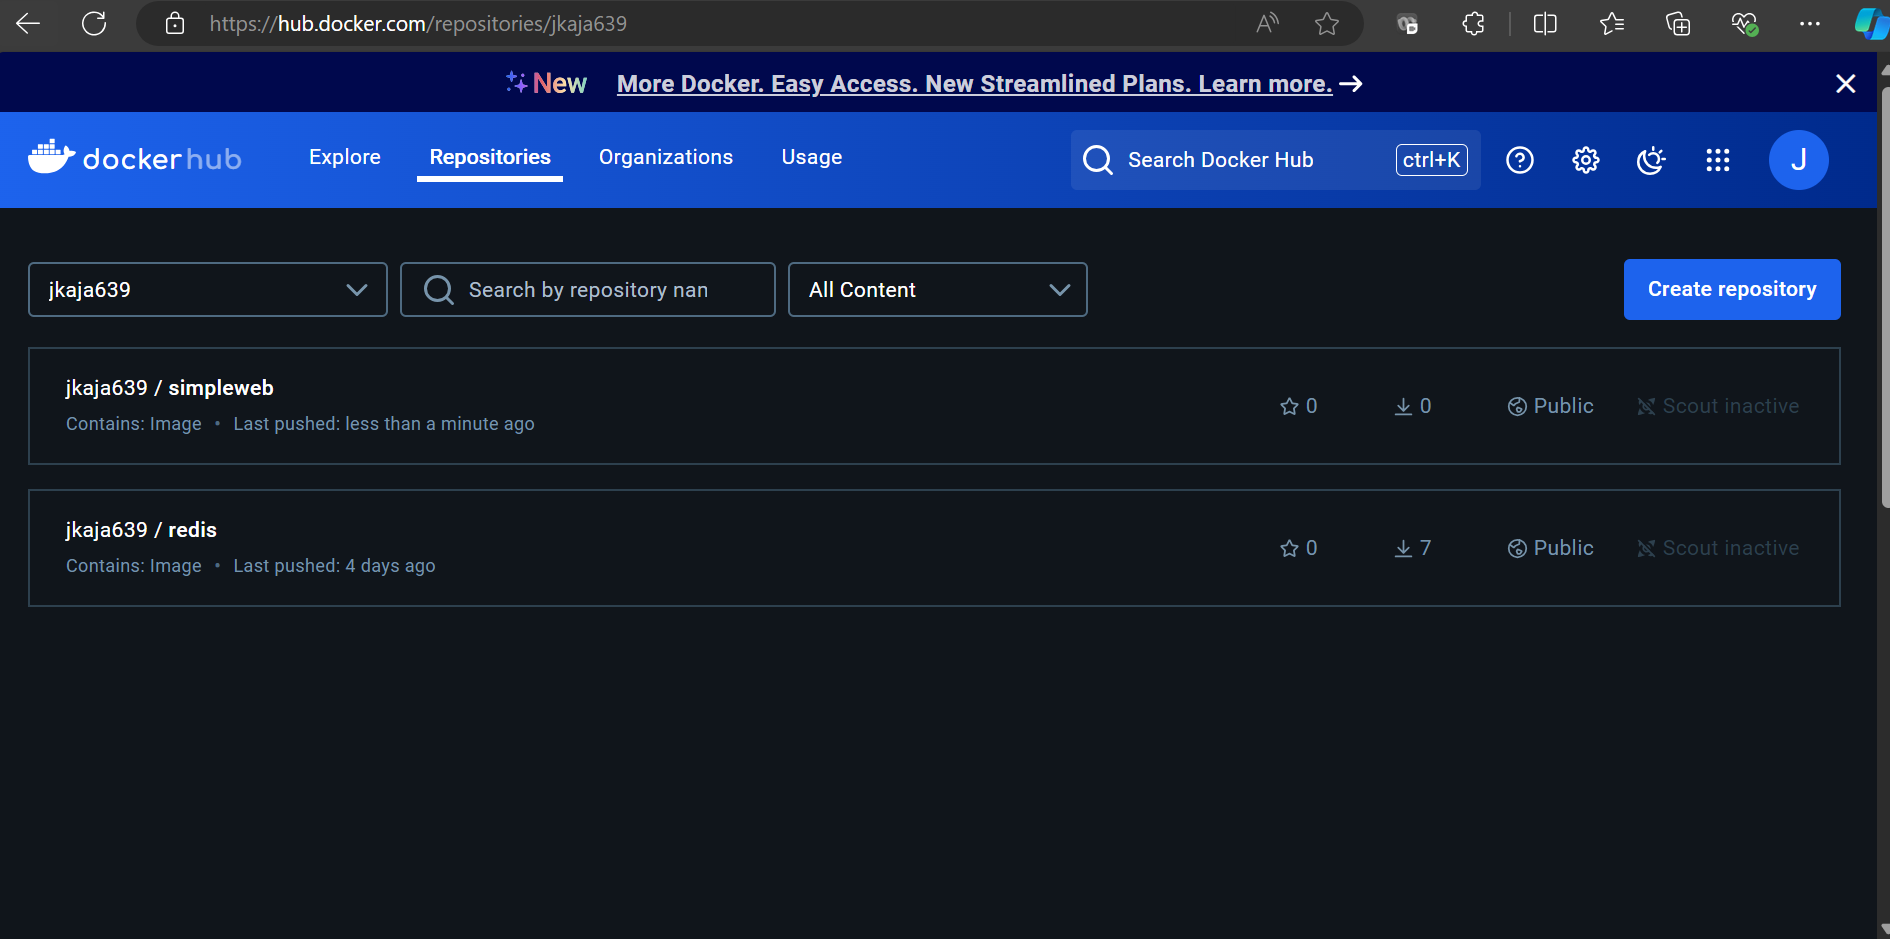 https://hub.docker.com/repositories/jkaja639
New More Docker. Easy Access. New Streamlined Plans. Learn more.
docker hub Explore Repositories Organizations Usage Search Docker Hub ctrl+K J
jkaja639 Search by repository nan All Content Create repository
jkaja639 / simpleweb
Contains: Image • Last pushed: less than a minute ago
0 0 Public Scout inactive
jkaja639 / redis
Contains: Image • Last pushed: 4 days ago
0 7 Public Scout inactive